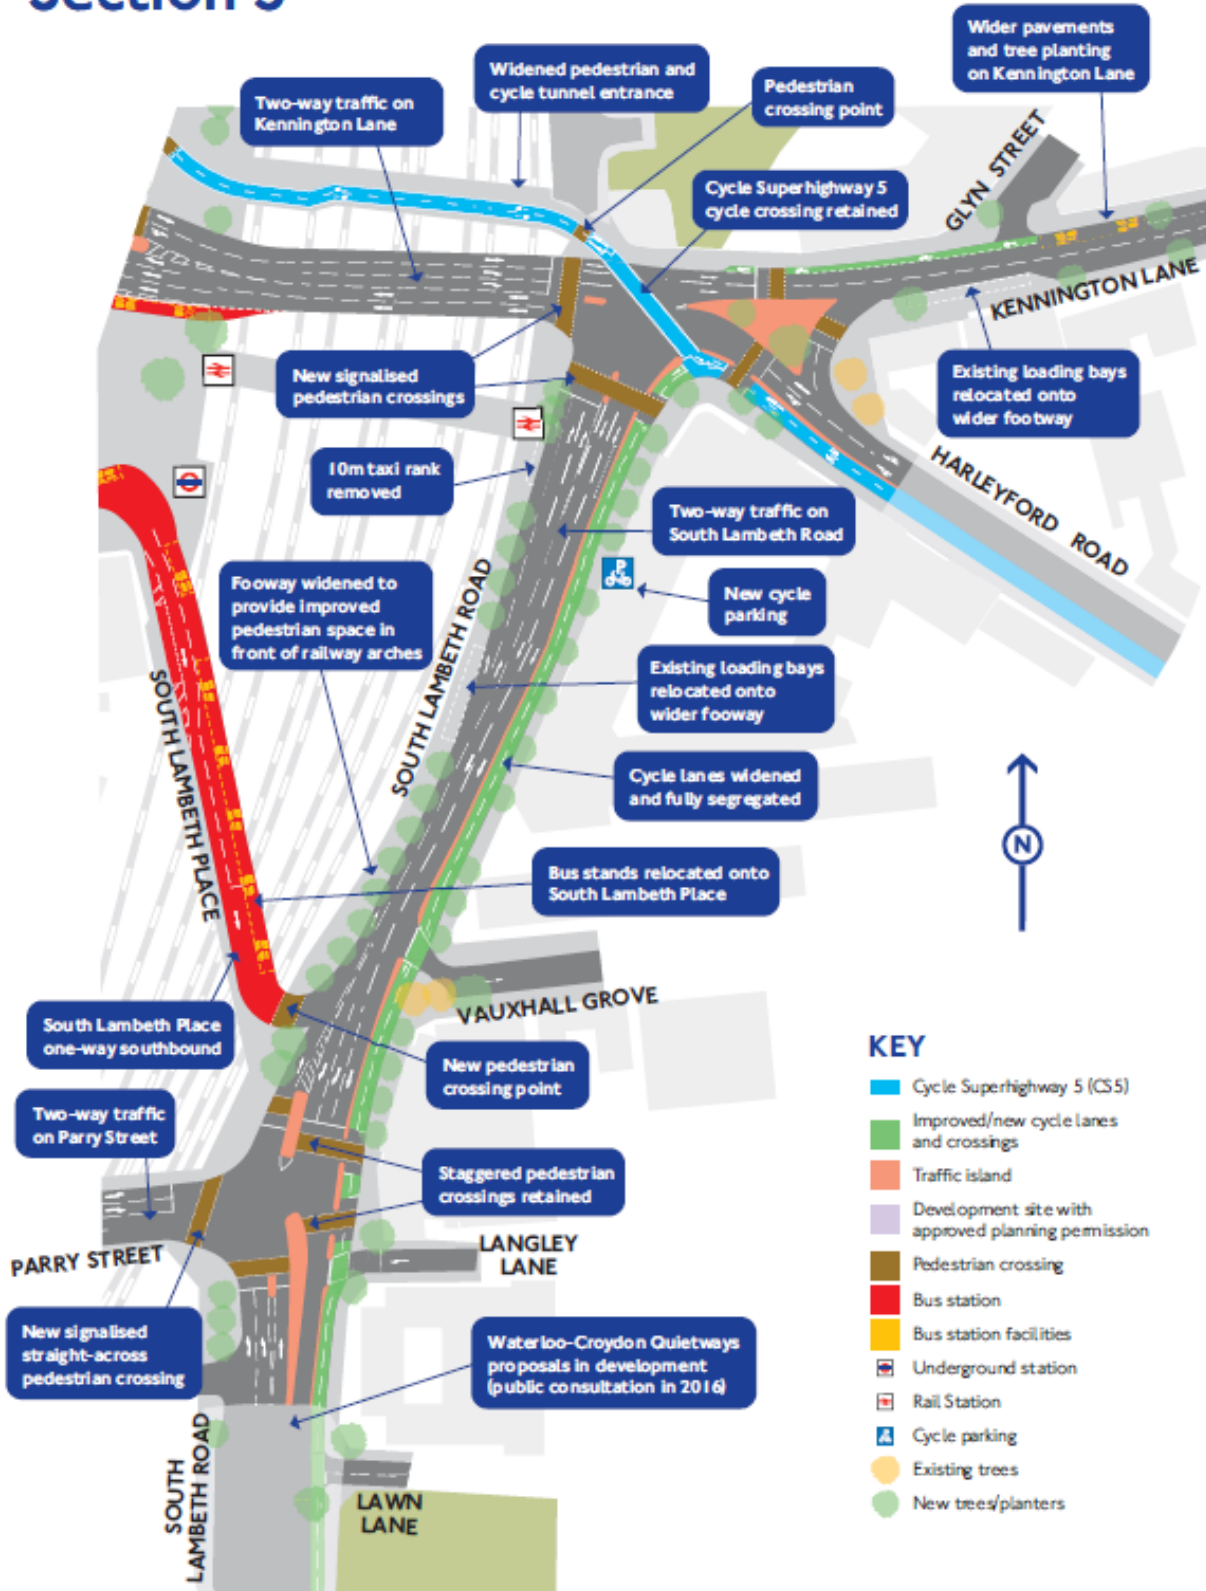 Section 5
Wider pavements
and tree planting
on Kennington Lane
Widened pedestrian and
cycle tunnel entrance
Pedestrian
crossing point
Two-way traffic on
Kennington Lane
GLYN STREET
Cycle Superhighway 5
cycle crossing retained
KENNINGTON LANE
New signalised
pedestrian crossings
Existing loading bays
relocated onto
wider footway
10m taxi rank
removed
HARLEYFORD ROAD
Two-way traffic on
South Lambeth Road
Fooway widened to
provide improved
pedestrian space in
front of railway arches
P
New cycle
parking
SOUTH LAMBETH ROAD
Existing loading bays
relocated onto
wider fooway
SOUTH LAMBETH PLACE
Cycle lanes widened
and fully segregated
N
Bus stands relocated onto
South Lambeth Place
VAUXHALL GROVE
South Lambeth Place
one-way southbound
New pedestrian
crossing point
Two-way traffic
on Parry Street
Staggered pedestrian
crossings retained
PARRY STREET
LANGLEY
LANE
New signalised
straight-across
pedestrian crossing
Waterloo-Croydon Quietways
proposals in development
(public consultation in 2016)
SOUTH
LAMBETH ROAD
LAWN
LANE
KEY
Cycle Superhighway 5 (CS5)
Improved/new cycle lanes
and crossings
Traffic island
Development site with
approved planning permission
Pedestrian crossing
Bus station
Bus station facilities
Underground station
Rail Station
Cycle parking
Existing trees
New trees/planters